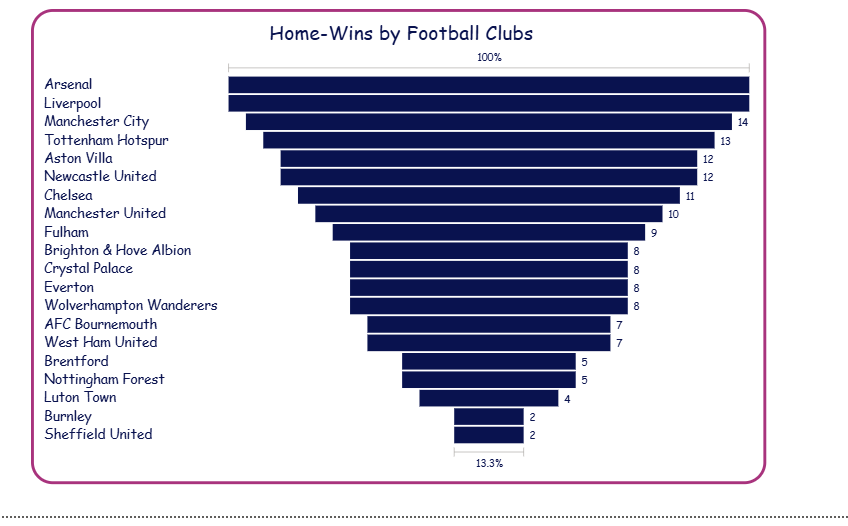 Home-Wins by Football Clubs
100%
Arsenal
Liverpool
Manchester City 14
Tottenham Hotspur 13
Aston Villa 12
Newcastle United 12
Chelsea 11
Manchester United 10
Fulham 9
Brighton & Hove Albion 8
Crystal Palace 8
Everton 8
Wolverhampton Wanderers 8
AFC Bournemouth 7
West Ham United 7
Brentford 5
Nottingham Forest 5
Luton Town 4
Burnley 2
Sheffield United 2
13.3%